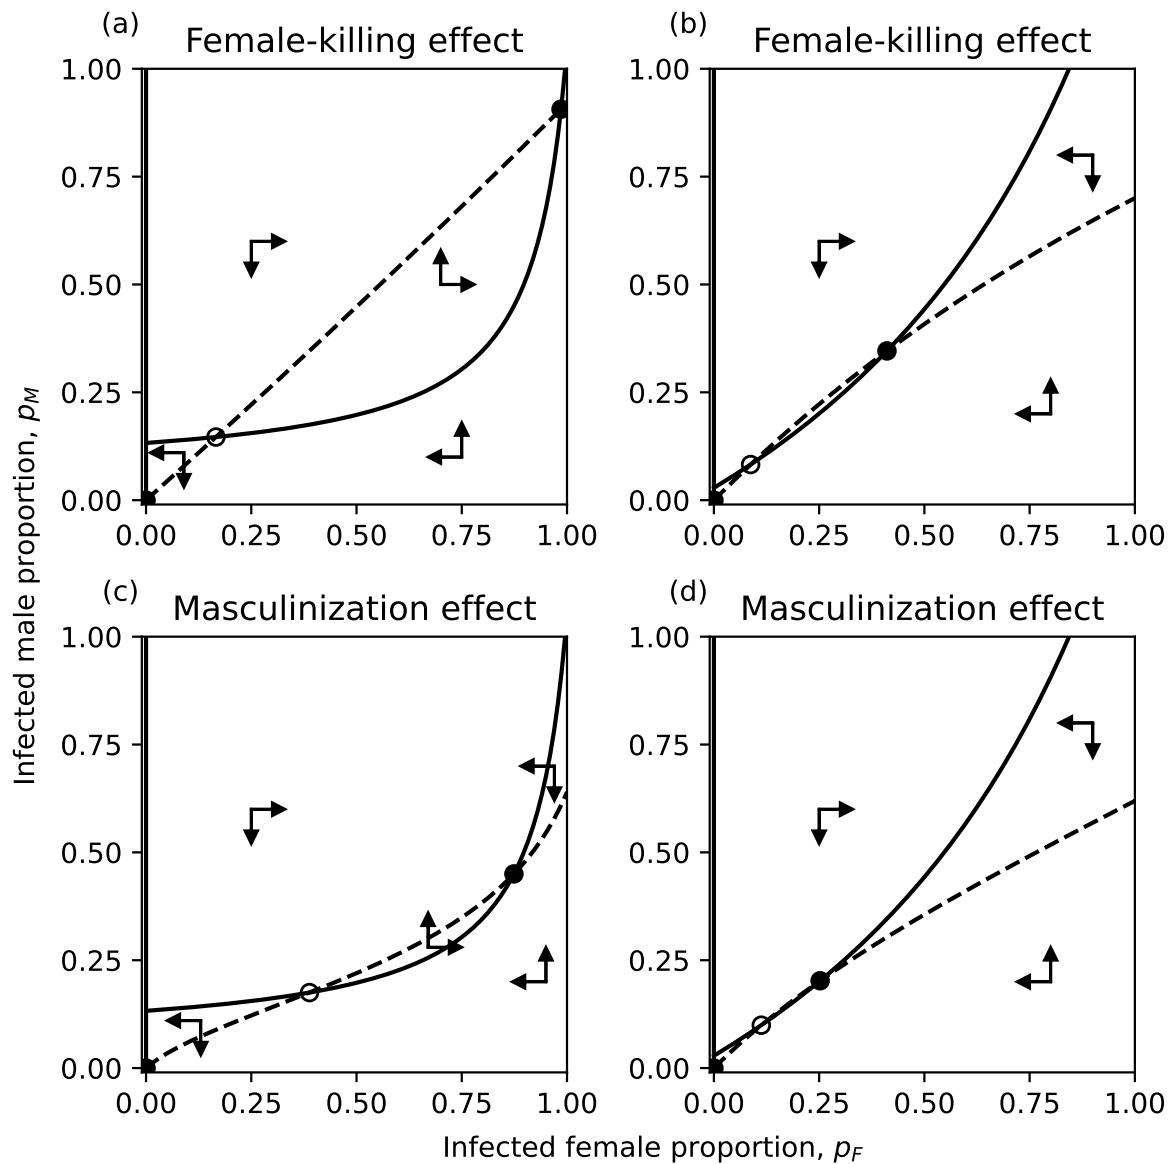 (a)
Female-killing effect
1.00
0.75
0.50
0.25
0.00
0.00 0.25 0.50 0.75 1.00
(b)
Female-killing effect
1.00
0.75
0.50
0.25
0.00
0.00 0.25 0.50 0.75 1.00
(c)
Masculinization effect
1.00
0.75
0.50
0.25
0.00
0.00 0.25 0.50 0.75 1.00
(d)
Masculinization effect
1.00
0.75
0.50
0.25
0.00
0.00 0.25 0.50 0.75 1.00
Infected male proportion, p_M
Infected female proportion, p_F